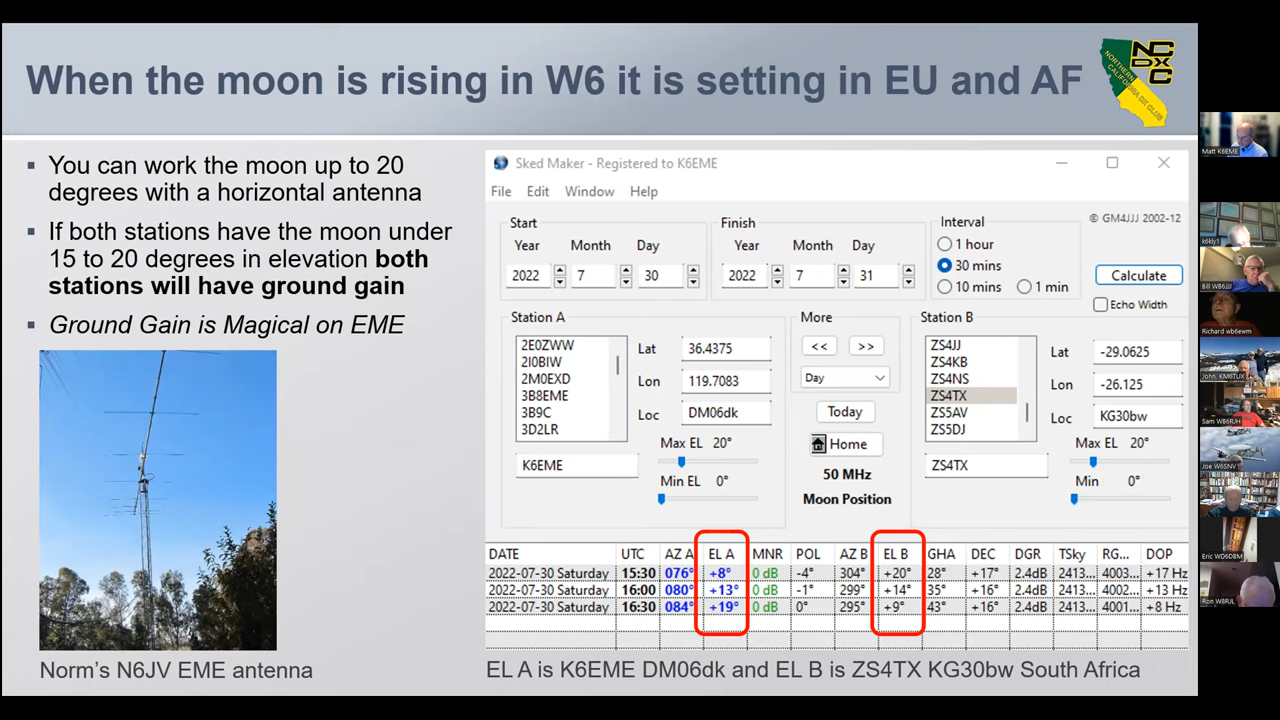 When the moon is rising in W6 it is setting in EU and AF
NORTHERN
CALIFORNIA DX CLUB
NC
DX
C
You can work the moon up to 20
degrees with a horizontal antenna
If both stations have the moon under
15 to 20 degrees in elevation both
stations will have ground gain
Ground Gain is Magical on EME
Norm's N6JV EME antenna
Sked Maker - Registered to K6EME
File Edit Window Help
© GM4JJJ 2002-12
Start Finish Interval
Year Month Day Year Month Day
1 hour
30 mins
10 mins 1 min
2022 7 30 2022 7 31
Calculate
Echo Width
Station A More Station B
2E0ZWW
2I0BIW
2M0EXD
3B8EME
3B9C
3D2LR
Lat 36.4375
Lon 119.7083
Loc DM06dk
Max EL 20°
Min EL 0°
K6EME
<< >>
Day
Today
Home
50 MHz
Moon Position
ZS4JJ
ZS4KB
ZS4NS
ZS4TX
ZS5AV
ZS5DJ
Lat -29.0625
Lon -26.125
Loc KG30bw
Max EL 20°
Min 0°
ZS4TX
DATE UTC AZ A EL A MNR POL AZ B EL B GHA DEC DGR TSky RG... DOP
2022-07-30 Saturday 15:30 076° +8° 0 dB -4° 304° +20° 28° +17° 2.4dB 2413... 4003... +17 Hz
2022-07-30 Saturday 16:00 080° +13° 0 dB -1° 299° +14° 35° +16° 2.4dB 2413... 4002... +13 Hz
2022-07-30 Saturday 16:30 084° +19° 0 dB 0° 295° +9° 43° +16° 2.4dB 2413... 4001... +8 Hz
EL A is K6EME DM06dk and EL B is ZS4TX KG30bw South Africa
Matt K6EME
k6kly1
Bill WB6JJJ
Richard wb6ewm
John, KM6TUX
Sam WB6RJH
Joe W6SNV
Eric WD6DBM
Ron W8RJL